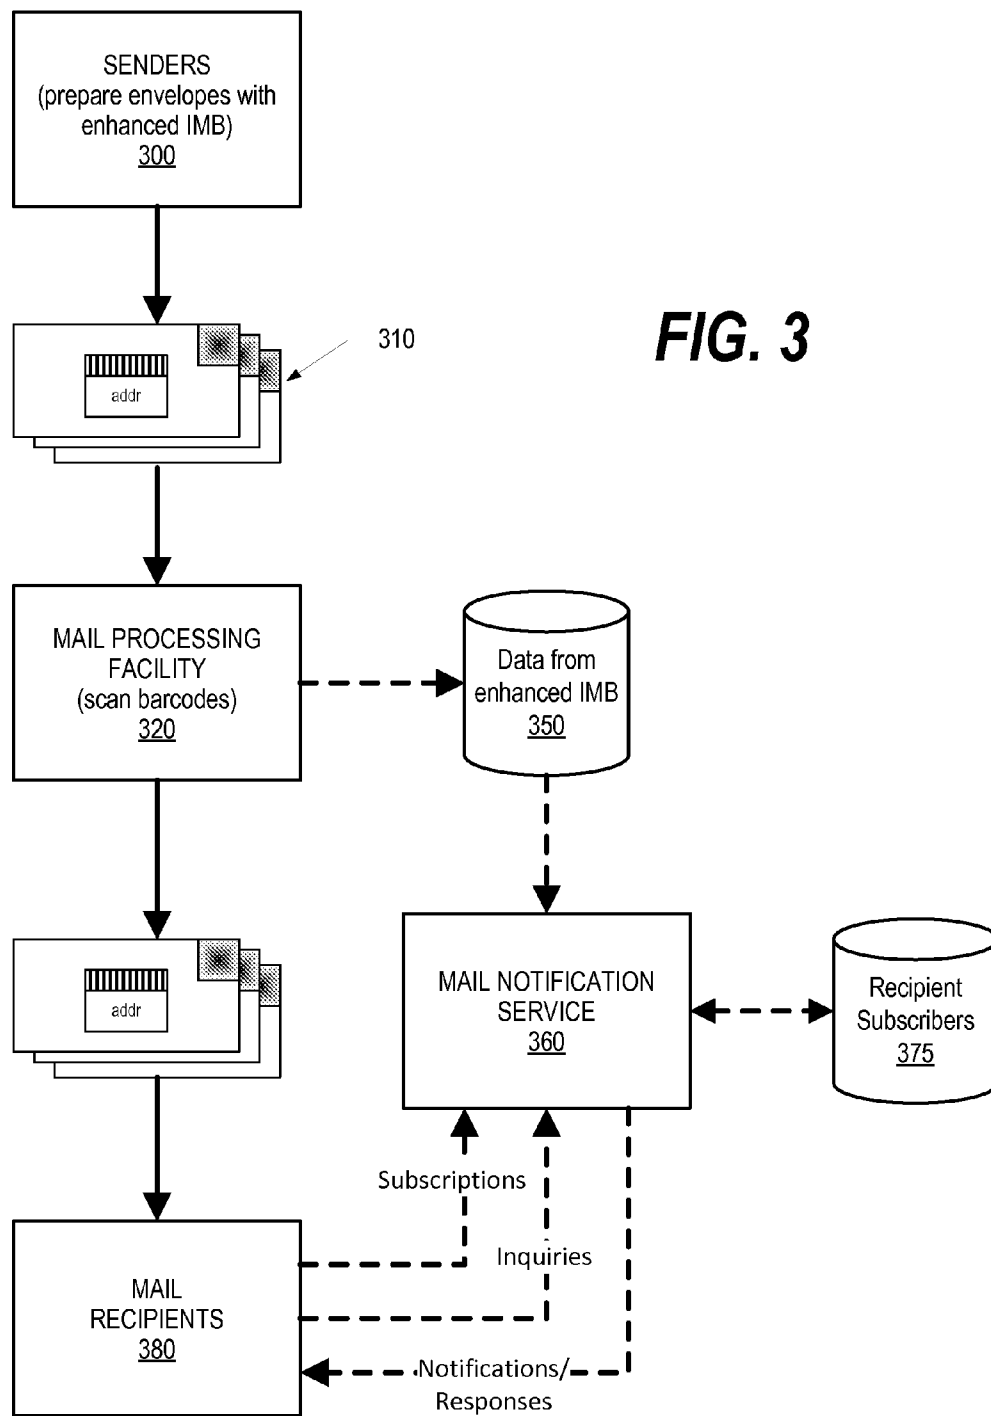 SENDERS
(prepare envelopes with
enhanced IMB)
300
310
FIG. 3
addr
MAIL PROCESSING
FACILITY
(scan barcodes)
320
Data from
enhanced IMB
350
addr
MAIL NOTIFICATION
SERVICE
360
Recipient
Subscribers
375
Subscriptions
Inquiries
MAIL
RECIPIENTS
380
Notifications/
Responses